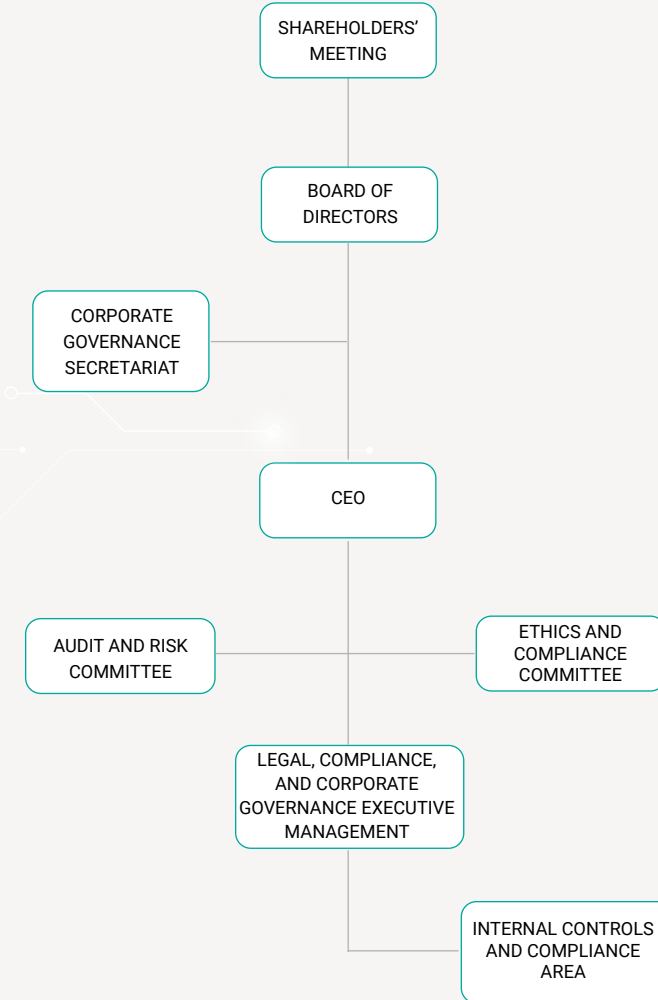 SHAREHOLDERS’
MEETING
BOARD OF
DIRECTORS
CORPORATE
GOVERNANCE
SECRETARIAT
CEO
AUDIT AND RISK
COMMITTEE
ETHICS AND
COMPLIANCE
COMMITTEE
LEGAL, COMPLIANCE,
AND CORPORATE
GOVERNANCE EXECUTIVE
MANAGEMENT
INTERNAL CONTROLS
AND COMPLIANCE
AREA